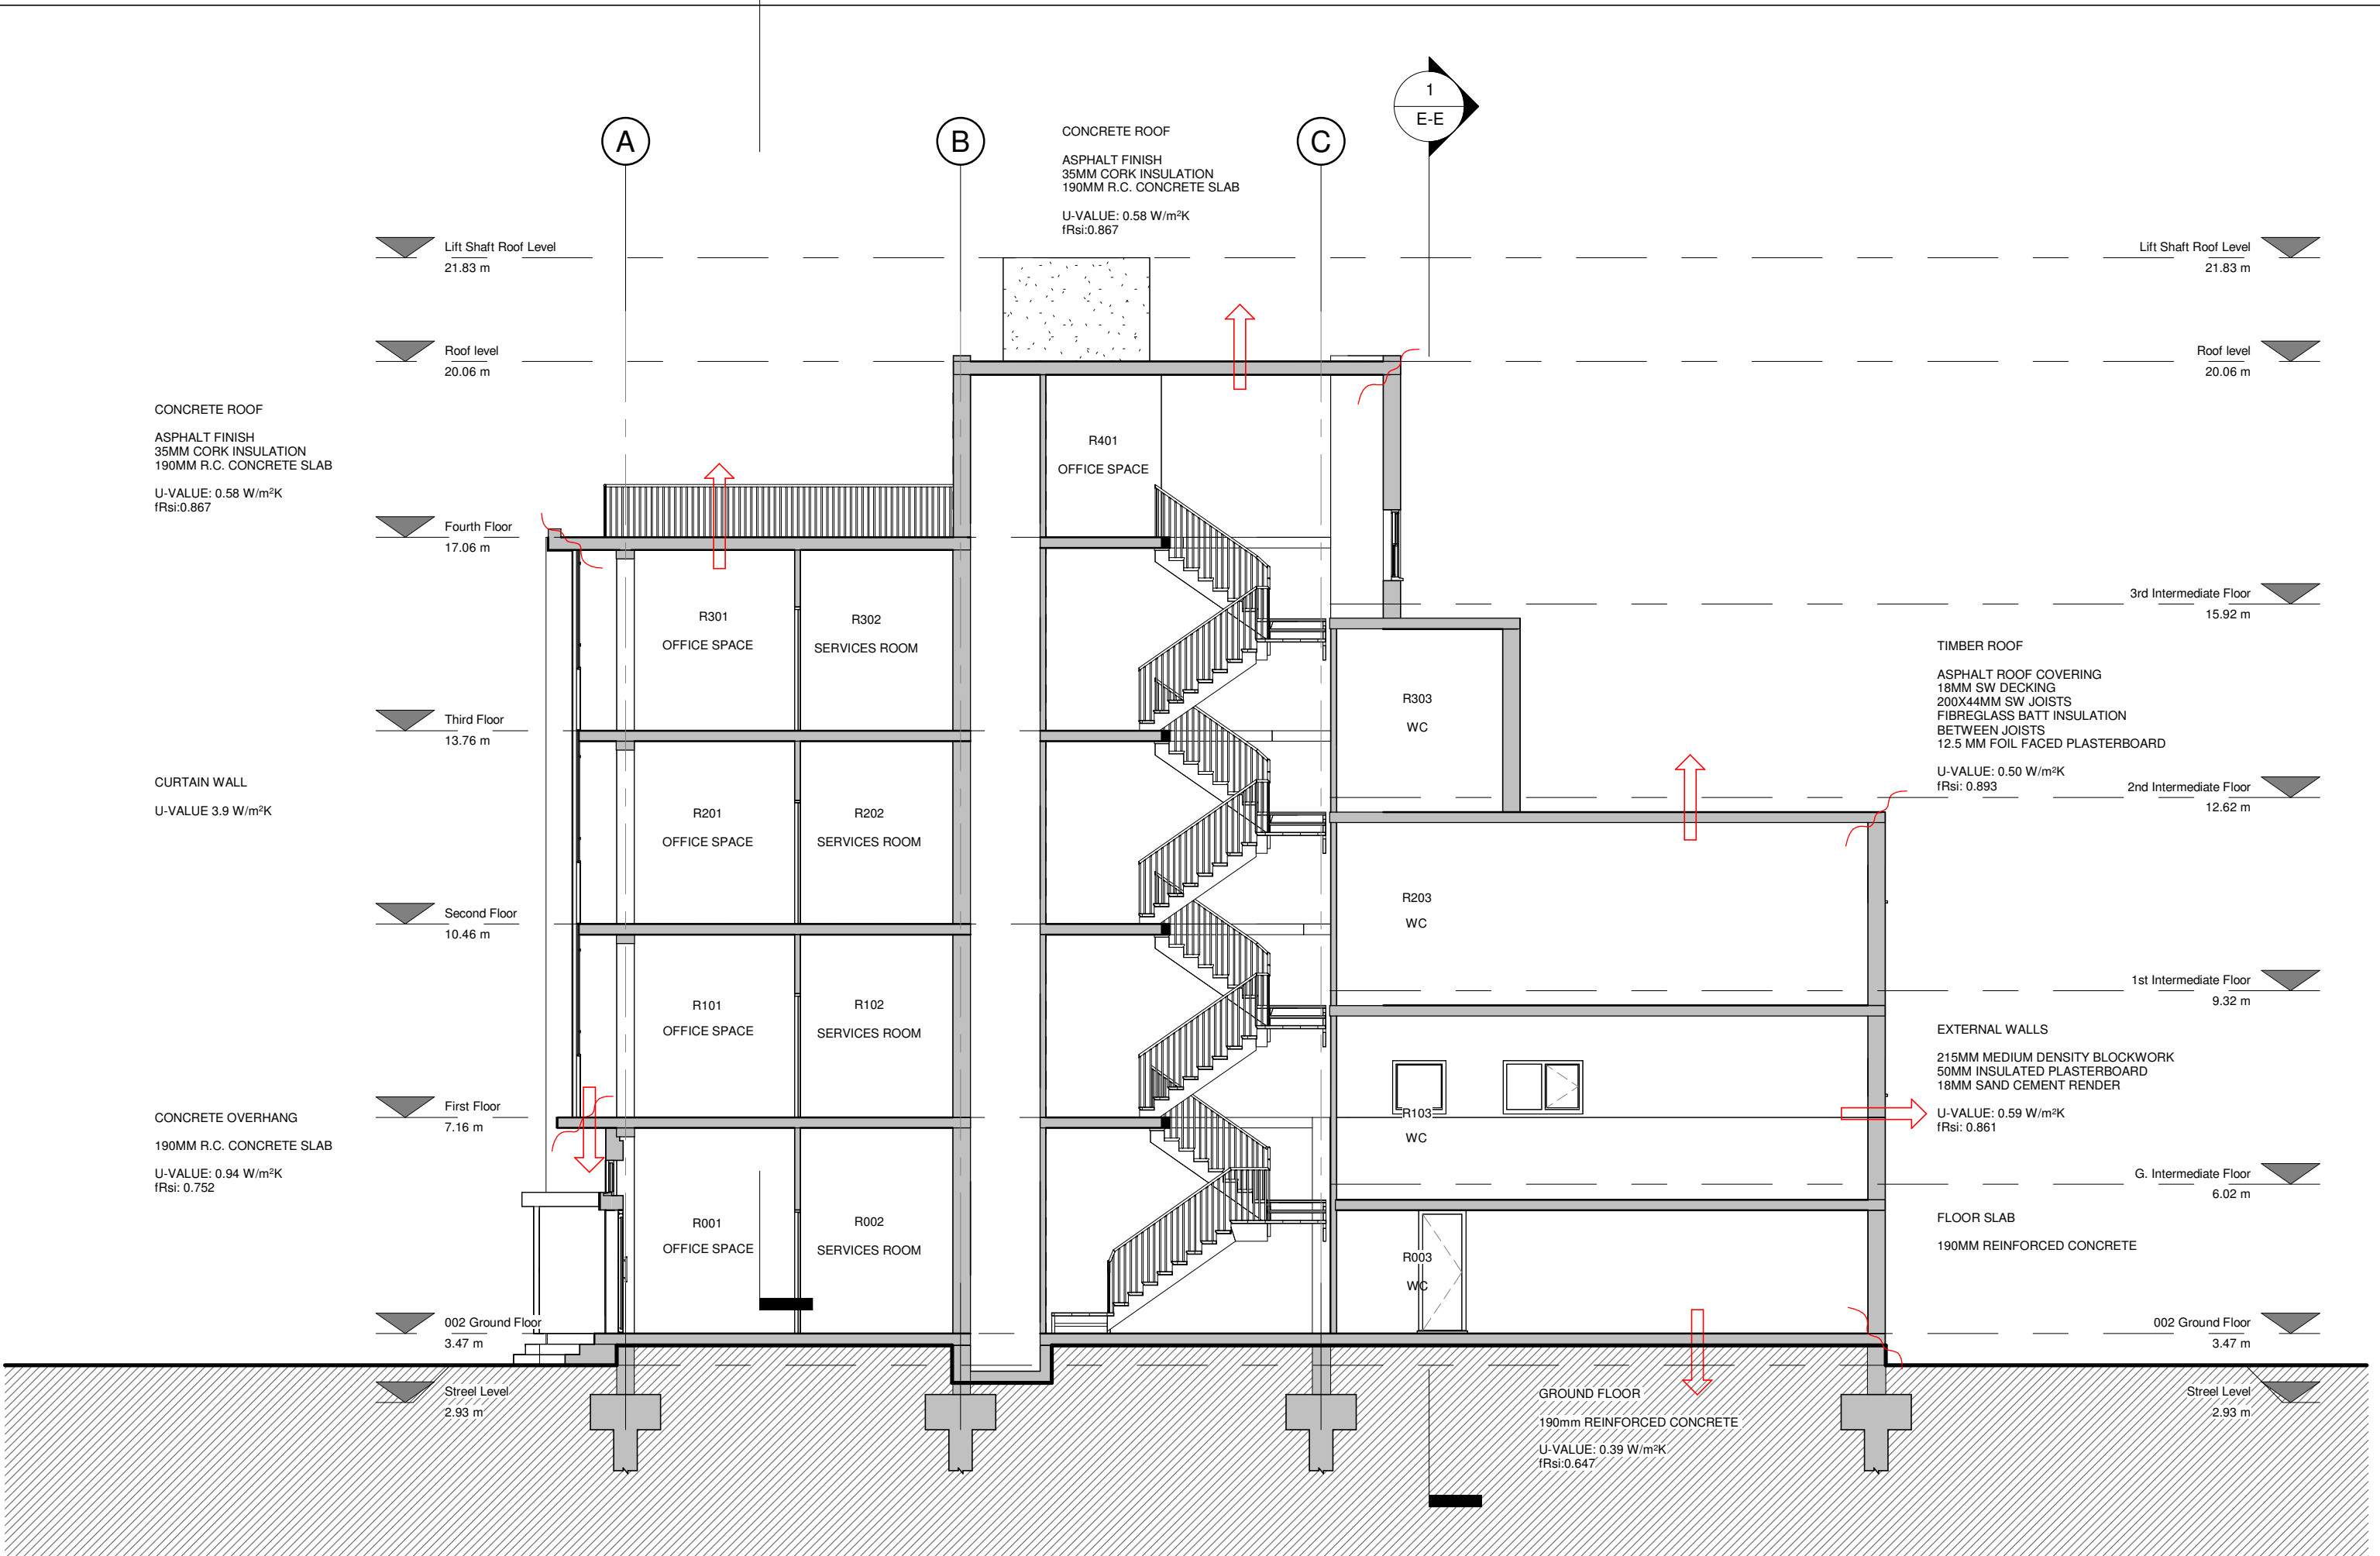 1
E-E
A
B
C
CONCRETE ROOF
ASPHALT FINISH
35MM CORK INSULATION
190MM R.C. CONCRETE SLAB
U-VALUE: 0.58 W/m²K
fRsi:0.867
Lift Shaft Roof Level
21.83 m
Lift Shaft Roof Level
21.83 m
Roof level
20.06 m
Roof level
20.06 m
CONCRETE ROOF
ASPHALT FINISH
35MM CORK INSULATION
190MM R.C. CONCRETE SLAB
U-VALUE: 0.58 W/m²K
fRsi:0.867
R401
OFFICE SPACE
Fourth Floor
17.06 m
3rd Intermediate Floor
15.92 m
R301
OFFICE SPACE
R302
SERVICES ROOM
TIMBER ROOF
ASPHALT ROOF COVERING
18MM SW DECKING
200X44MM SW JOISTS
FIBREGLASS BATT INSULATION
BETWEEN JOISTS
12.5 MM FOIL FACED PLASTERBOARD
U-VALUE: 0.50 W/m²K
fRsi: 0.893
R303
WC
Third Floor
13.76 m
2nd Intermediate Floor
12.62 m
CURTAIN WALL
U-VALUE 3.9 W/m²K
R201
OFFICE SPACE
R202
SERVICES ROOM
R203
WC
Second Floor
10.46 m
1st Intermediate Floor
9.32 m
R101
OFFICE SPACE
R102
SERVICES ROOM
EXTERNAL WALLS
215MM MEDIUM DENSITY BLOCKWORK
50MM INSULATED PLASTERBOARD
18MM SAND CEMENT RENDER
U-VALUE: 0.59 W/m²K
fRsi: 0.861
First Floor
7.16 m
R103
WC
CONCRETE OVERHANG
190MM R.C. CONCRETE SLAB
U-VALUE: 0.94 W/m²K
fRsi: 0.752
G. Intermediate Floor
6.02 m
R001
OFFICE SPACE
R002
SERVICES ROOM
R003
WC
FLOOR SLAB
190MM REINFORCED CONCRETE
002 Ground Floor
3.47 m
002 Ground Floor
3.47 m
Streel Level
2.93 m
Streel Level
2.93 m
GROUND FLOOR
190mm REINFORCED CONCRETE
U-VALUE: 0.39 W/m²K
fRsi:0.647